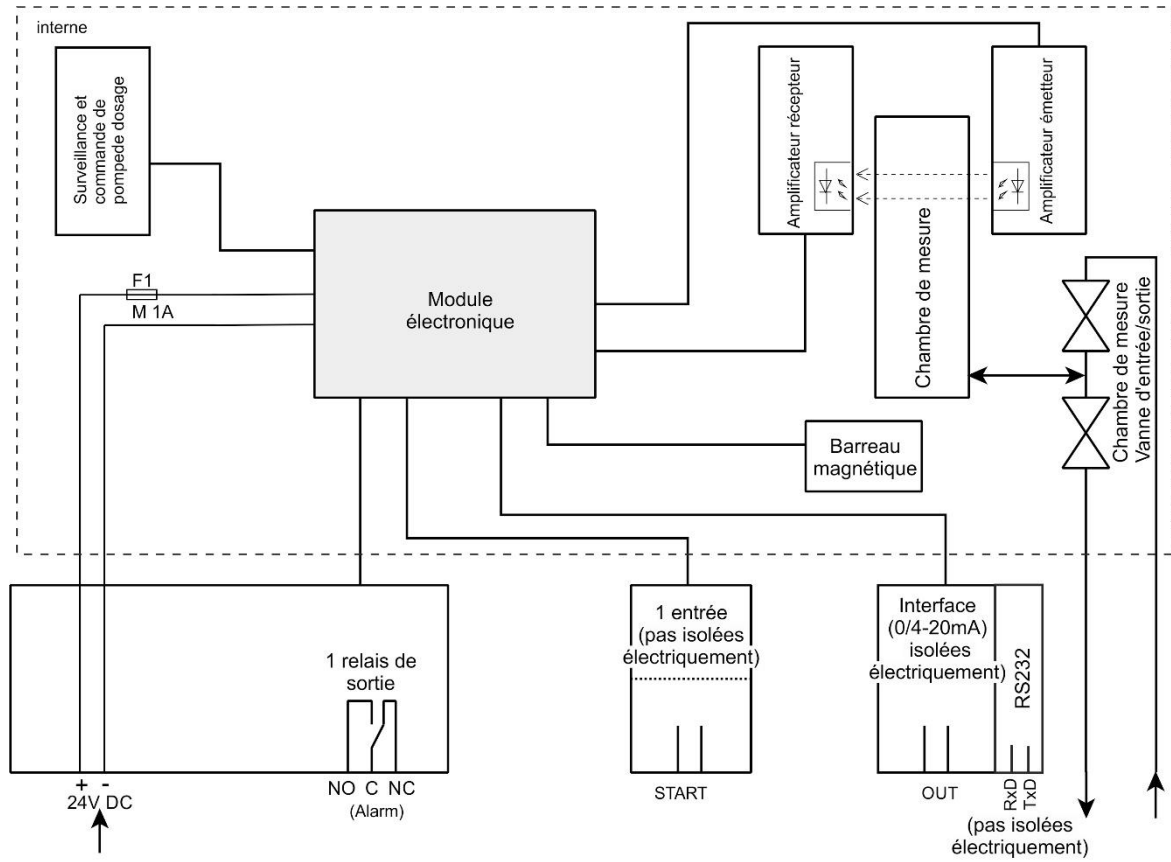 interne
Surveillance et
commande de
pompede dosage
Amplificateur récepteur
Chambre de mesure
Amplificateur émetteur
F1
M 1A
Module
électronique
Chambre de mesure
Vanne d'entrée/sortie
Barreau
magnétique
1 relais de
sortie
NO C NC
(Alarm)
+ -
24V DC
1 entrée
(pas isolées
électriquement)
START
Interface
(0/4-20mA)
isolées
électriquement)
OUT
RS232
RxD
TxD
(pas isolées
électriquement)